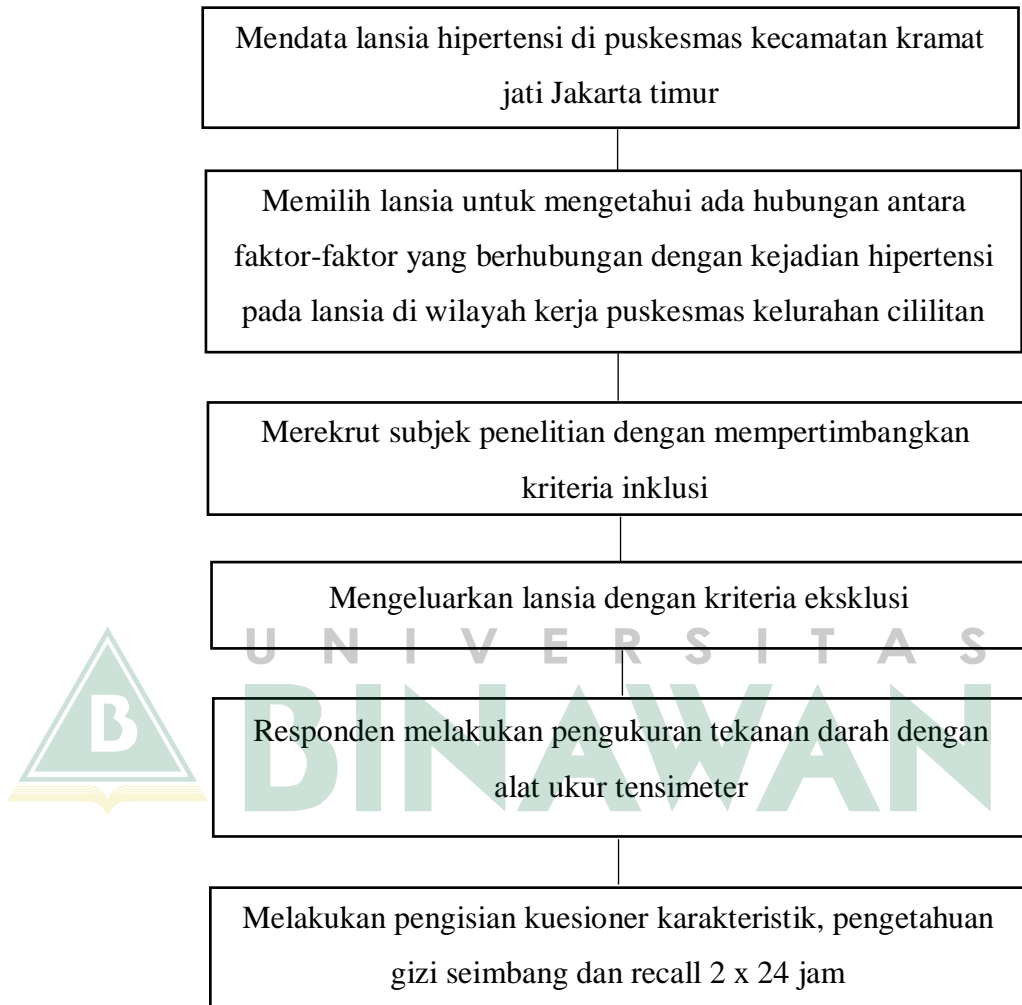 Mendata lansia hipertensi di puskesmas kecamatan kramat
jati Jakarta timur
Memilih lansia untuk mengetahui ada hubungan antara
faktor-faktor yang berhubungan dengan kejadian hipertensi
pada lansia di wilayah kerja puskesmas kelurahan cililitan
Merekrut subjek penelitian dengan mempertimbangkan
kriteria inklusi
Mengeluarkan lansia dengan kriteria eksklusi
UNIVERSITAS
B BINAWAN
Responden melakukan pengukuran tekanan darah dengan
alat ukur tensimeter
Melakukan pengisian kuesioner karakteristik, pengetahuan
gizi seimbang dan recall 2 x 24 jam